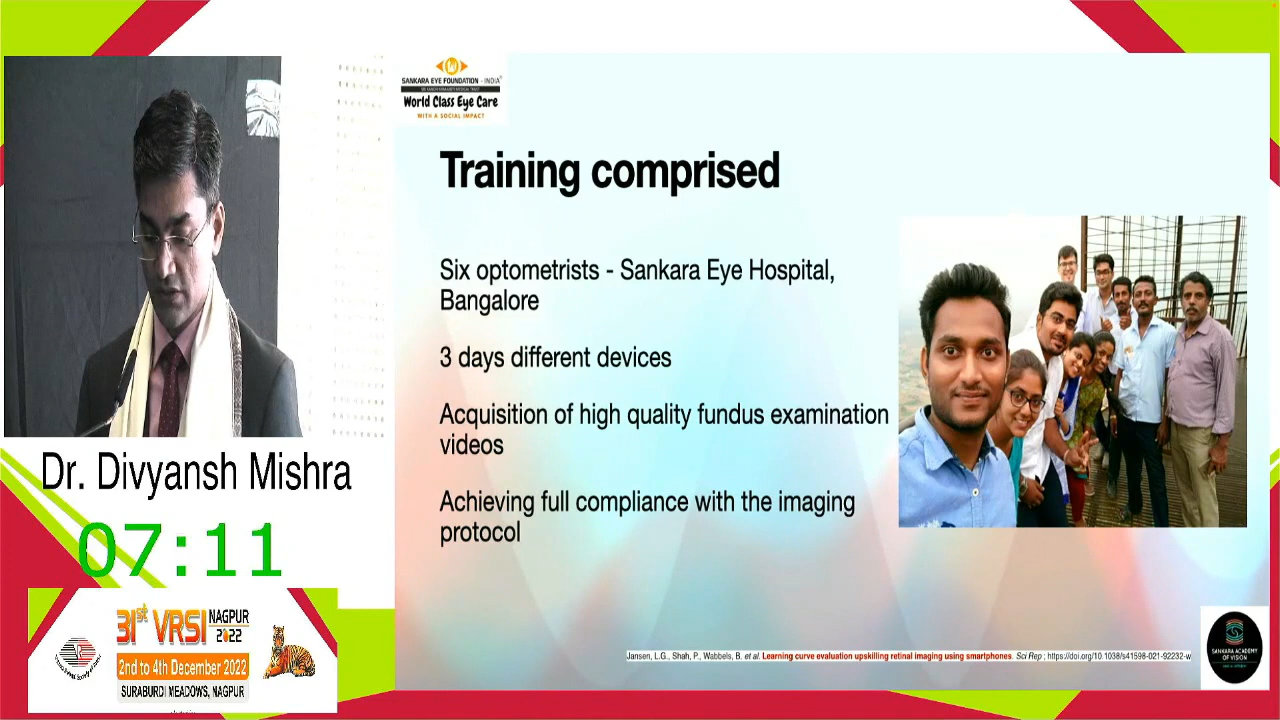 SANKARA EYE FOUNDATION - INDIA
World Class Eye Care
WITH A SOCIAL IMPACT
Training comprised
Six optometrists - Sankara Eye Hospital,
Bangalore
3 days different devices
Acquisition of high quality fundus examination
videos
Achieving full compliance with the imaging
protocol
Dr. Divyansh Mishra
07:11
31st VRSI NAGPUR
2022
2nd to 4th December 2022
SURABURDI MEADOWS, NAGPUR
Jansen, L.G., Shah, P., Wabbels, B. et al. Learning curve evaluation upskilling retinal imaging using smartphones. Sci Rep ; https://doi.org/10.1038/s41598-021-92232-w
SANKARA ACADEMY
OF VISION